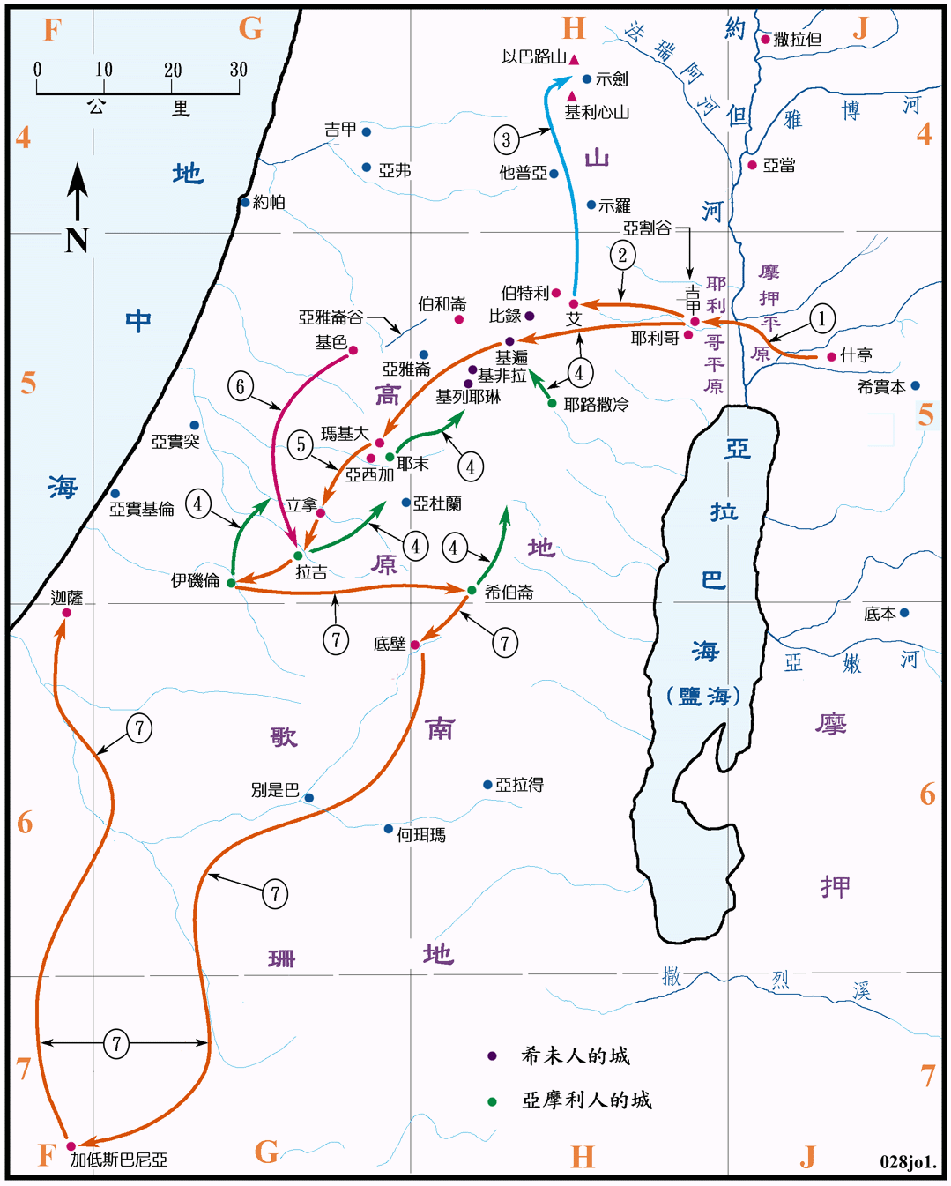 F
G
H
J
0 10 20 30
公里
約但河
撒拉但
法瑞阿河
以巴路山
示劍
基利心山
雅博河
4
4
吉甲
③
山
亞當
地中海
亞弗
他普亞
約帕
示羅
N
亞割谷
②
摩押平原
耶利哥平原
吉甲
伯特利
艾
①
亞雅崙谷
伯和崙
比錄
耶利哥
什亭
基色
基遍
亞雅崙
基非拉
④
希實本
5
5
⑥
高原
基列耶琳
耶路撒冷
亞實突
瑪基大
⑤
亞西加
耶末
④
亞拉巴海
(鹽海)
亞實基倫
④
立拿
亞杜蘭
④
④
地
拉吉
伊磯倫
希伯崙
迦薩
⑦
底壁
⑦
底本
亞嫩河
⑦
歌珊
南地
摩押
別是巴
亞拉得
6
6
何珥瑪
⑦
撒烈溪
⑦
7
7
希未人的城
亞摩利人的城
F
加低斯巴尼亞
G
H
J
028jo1.